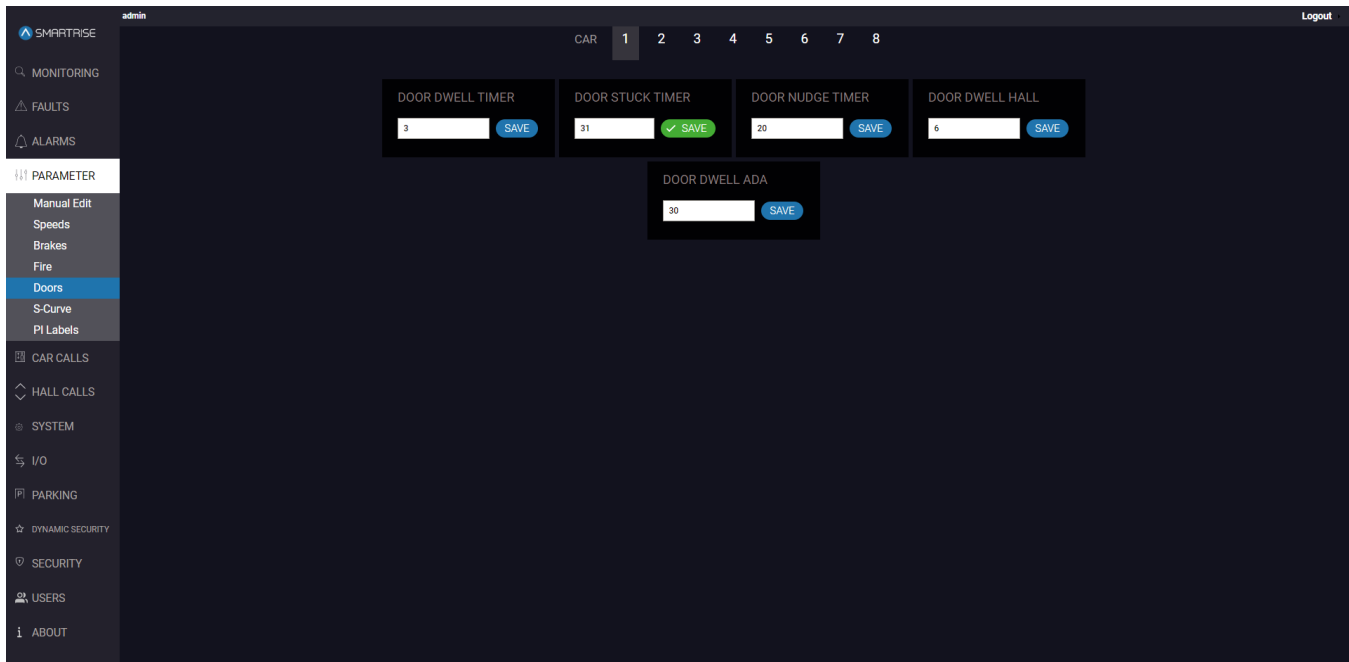 admin
Logout
SMARTRISE
CAR 1 2 3 4 5 6 7 8
MONITORING
FAULTS
ALARMS
PARAMETER
Manual Edit
Speeds
Brakes
Fire
Doors
S-Curve
PI Labels
CAR CALLS
HALL CALLS
SYSTEM
I/O
PARKING
DYNAMIC SECURITY
SECURITY
USERS
ABOUT
DOOR DWELL TIMER
3 SAVE
DOOR STUCK TIMER
31 SAVE
DOOR NUDGE TIMER
20 SAVE
DOOR DWELL HALL
6 SAVE
DOOR DWELL ADA
30 SAVE